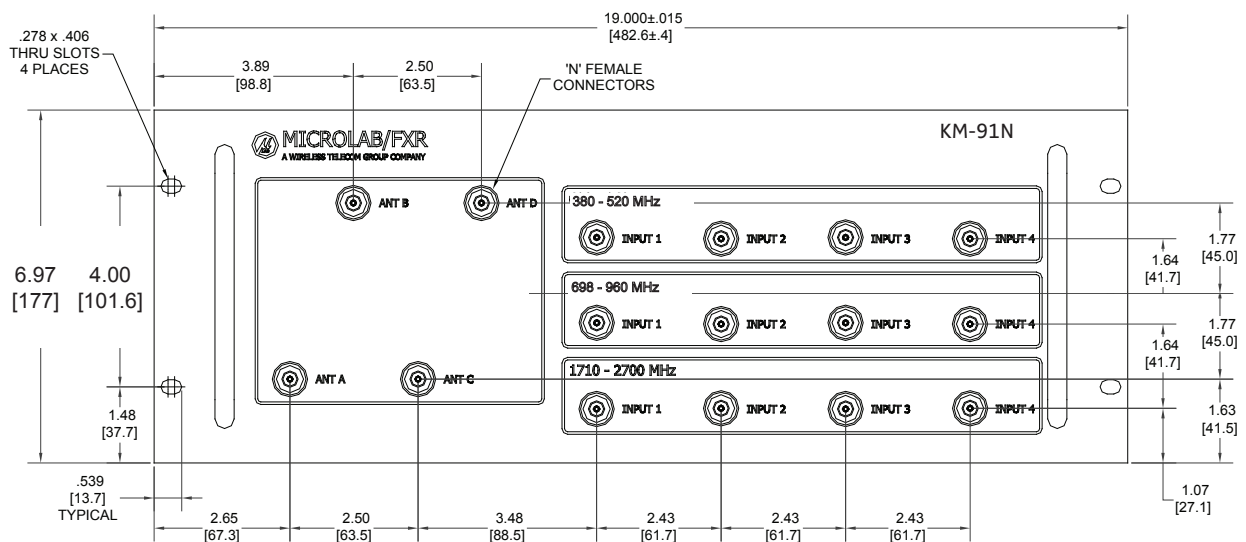 19.000±.015
[482.6±.4]
.278 x .406
THRU SLOTS
4 PLACES
3.89
[98.8]
2.50
[63.5]
'N' FEMALE
CONNECTORS
MICROLAB/FXR
A WIRELESS TELECOM GROUP COMPANY
KM-91N
ANT B
ANT D
380 - 520 MHz
INPUT 1
INPUT 2
INPUT 3
INPUT 4
1.77
[45.0]
1.64
[41.7]
6.97
[177]
4.00
[101.6]
698 - 960 MHz
INPUT 1
INPUT 2
INPUT 3
INPUT 4
1.77
[45.0]
1.64
[41.7]
ANT A
ANT C
1710 - 2700 MHz
INPUT 1
INPUT 2
INPUT 3
INPUT 4
1.48
[37.7]
1.63
[41.5]
.539
[13.7]
TYPICAL
1.07
[27.1]
2.65
[67.3]
2.50
[63.5]
3.48
[88.5]
2.43
[61.7]
2.43
[61.7]
2.43
[61.7]